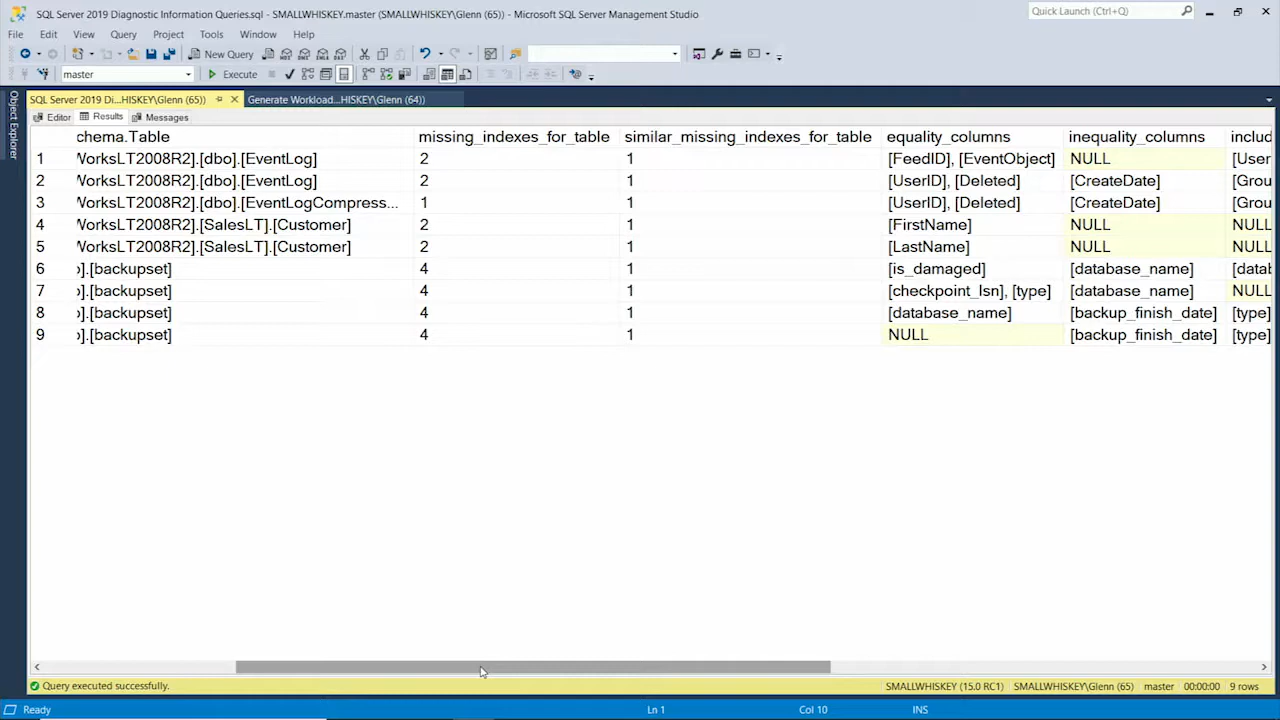 SQL Server 2019 Diagnostic Information Queries.sql - SMALLWHISKEY.master (SMALLWHISKEY\Glenn (65)) - Microsoft SQL Server Management Studio
Quick Launch (Ctrl+Q)
File Edit View Query Project Tools Window Help
New Query
master Execute
SQL Server 2019 Di...HISKEY\Glenn (65)) Generate Workload...HISKEY\Glenn (64))
Object Explorer
Editor Results Messages
chema.Table missing_indexes_for_table similar_missing_indexes_for_table equality_columns inequality_columns includ
1 WorksLT2008R2].[dbo].[EventLog] 2 1 [FeedID], [EventObject] NULL [User
2 WorksLT2008R2].[dbo].[EventLog] 2 1 [UserID], [Deleted] [CreateDate] [Grou
3 WorksLT2008R2].[dbo].[EventLogCompress... 1 1 [UserID], [Deleted] [CreateDate] [Grou
4 WorksLT2008R2].[SalesLT].[Customer] 2 1 [FirstName] NULL NULL
5 WorksLT2008R2].[SalesLT].[Customer] 2 1 [LastName] NULL NULL
6 ].[backupset] 4 1 [is_damaged] [database_name] [datab
7 ].[backupset] 4 1 [checkpoint_lsn], [type] [database_name] NULL
8 ].[backupset] 4 1 [database_name] [backup_finish_date] [type]
9 ].[backupset] 4 1 NULL [backup_finish_date] [type]
Query executed successfully. SMALLWHISKEY (15.0 RC1) SMALLWHISKEY\Glenn (65) master 00:00:00 9 rows
Ready Ln 1 Col 10 INS